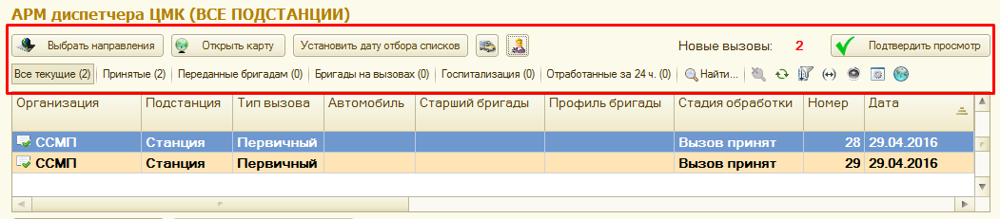 АРМ диспетчера ЦМК (ВСЕ ПОДСТАНЦИИ)
Выбрать направления Открыть карту Установить дату отбора списков Новые вызовы: 2 Подтвердить просмотр
Все текущие (2) Принятые (2) Переданные бригадам (0) Бригады на вызовах (0) Госпитализация (0) Отработанные за 24 ч. (0) Найти...
Организация Подстанция Тип вызова Автомобиль Старший бригады Профиль бригады Стадия обработки Номер Дата
ССМП Станция Первичный Вызов принят 28 29.04.2016
ССМП Станция Первичный Вызов принят 29 29.04.2016